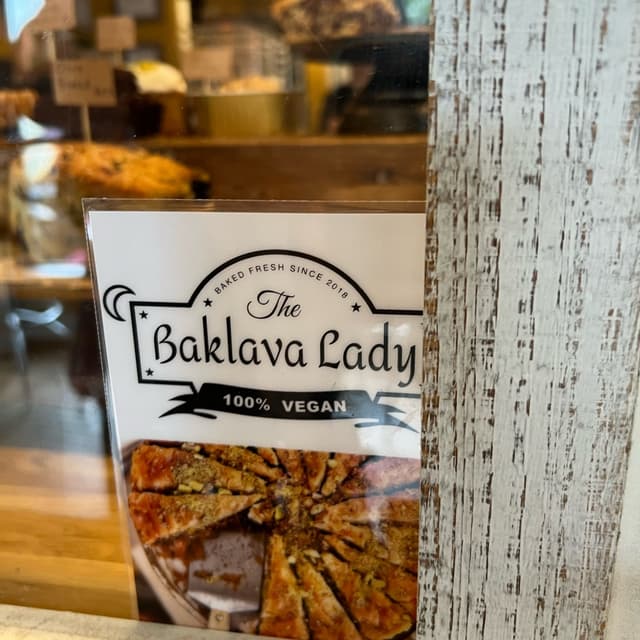 BAKED FRESH SINCE 2018
The
Baklava Lady
100% VEGAN